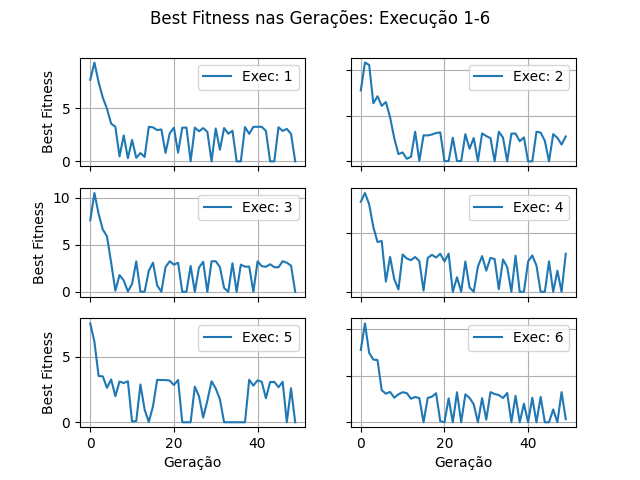 Best Fitness nas Gerações: Execução 1-6
Best Fitness
5
0
Exec: 1
Exec: 2
Best Fitness
10
5
0
Exec: 3
Exec: 4
Best Fitness
5
0
Exec: 5
Exec: 6
0 20 40
0 20 40
Geração
Geração